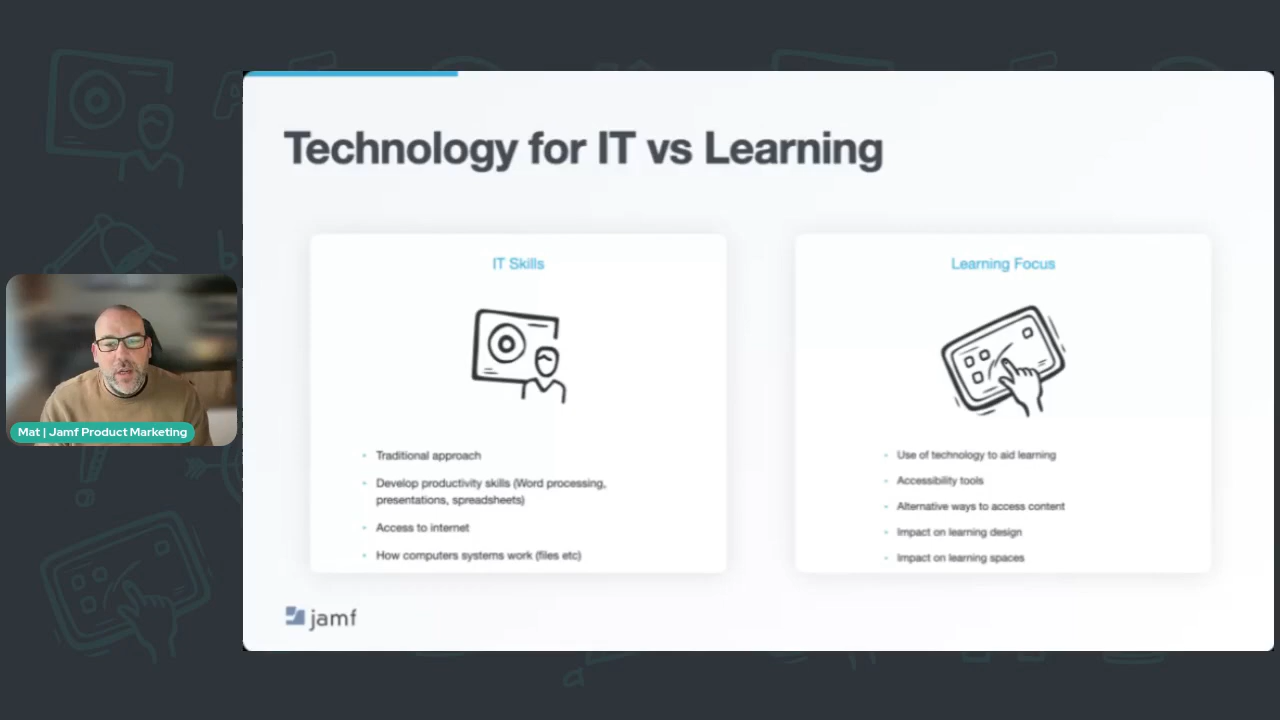 Technology for IT vs Learning
IT Skills
Traditional approach
Develop productivity skills (Word processing,
presentations, spreadsheets)
Access to internet
How computers systems work (files etc)
Learning Focus
Use of technology to aid learning
Accessibility tools
Alternative ways to access content
Impact on learning design
Impact on learning spaces
jamf
Mat | Jamf Product Marketing